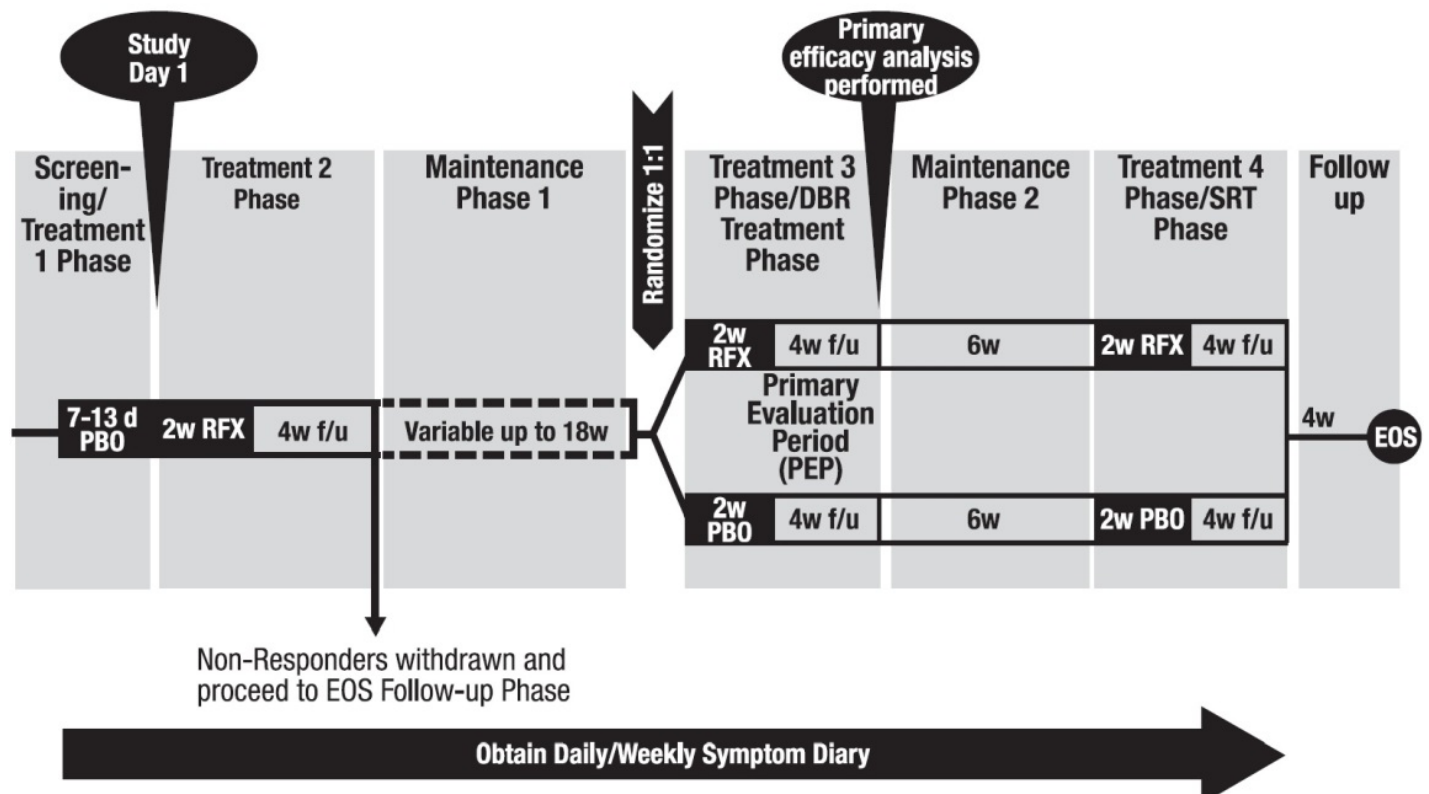 Study
Day 1
Primary
efficacy analysis
performed
Screen-
ing/
Treatment
1 Phase
Treatment 2
Phase
Maintenance
Phase 1
Randomize 1:1
Treatment 3
Phase/DBR
Treatment
Phase
Maintenance
Phase 2
Treatment 4
Phase/SRT
Phase
Follow
up
2w
RFX
4w f/u
6w
2w RFX
4w f/u
7-13 d
PBO
2w RFX
4w f/u
Variable up to 18w
Primary
Evaluation
Period
(PEP)
4w
EOS
2w
PBO
4w f/u
6w
2w PBO
4w f/u
Non-Responders withdrawn and
proceed to EOS Follow-up Phase
Obtain Daily/Weekly Symptom Diary